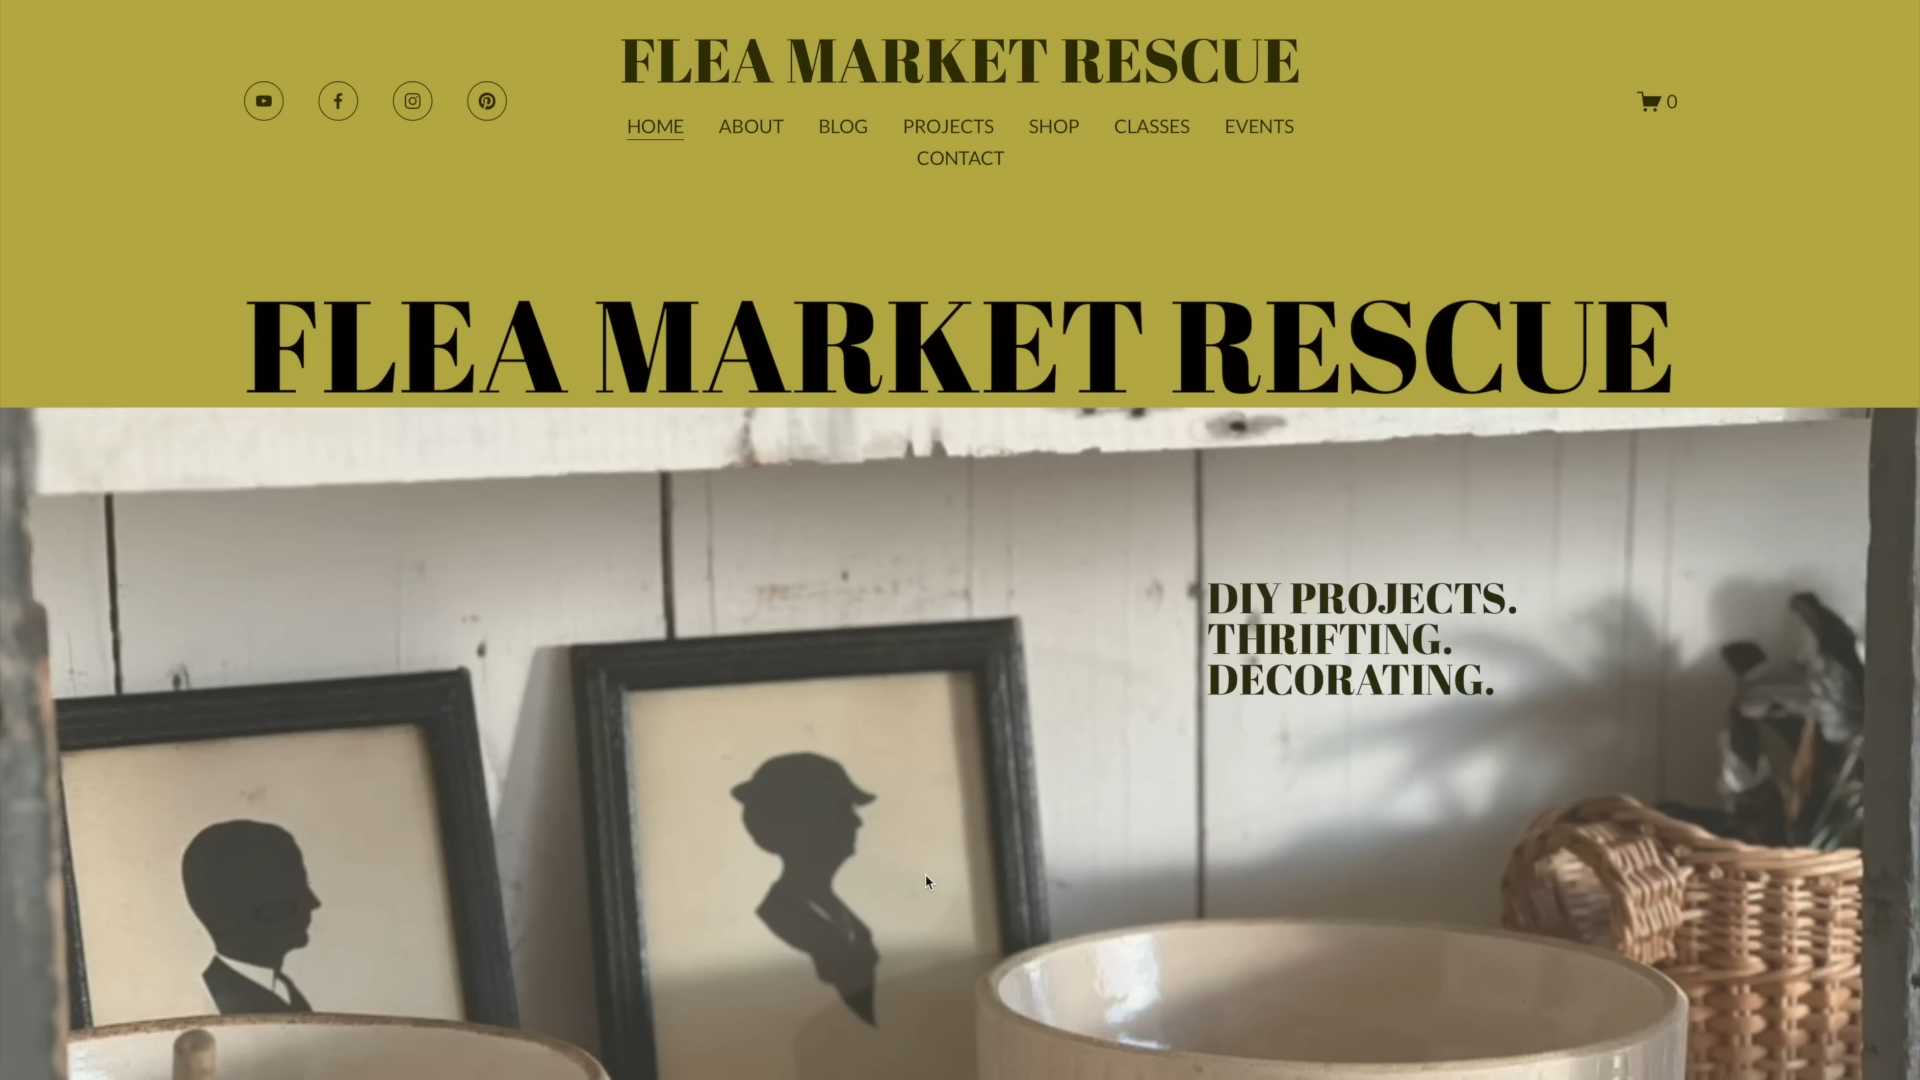 FLEA MARKET RESCUE
HOME ABOUT BLOG PROJECTS SHOP CLASSES EVENTS
CONTACT
0
FLEA MARKET RESCUE
DIY PROJECTS.
THRIFTING.
DECORATING.